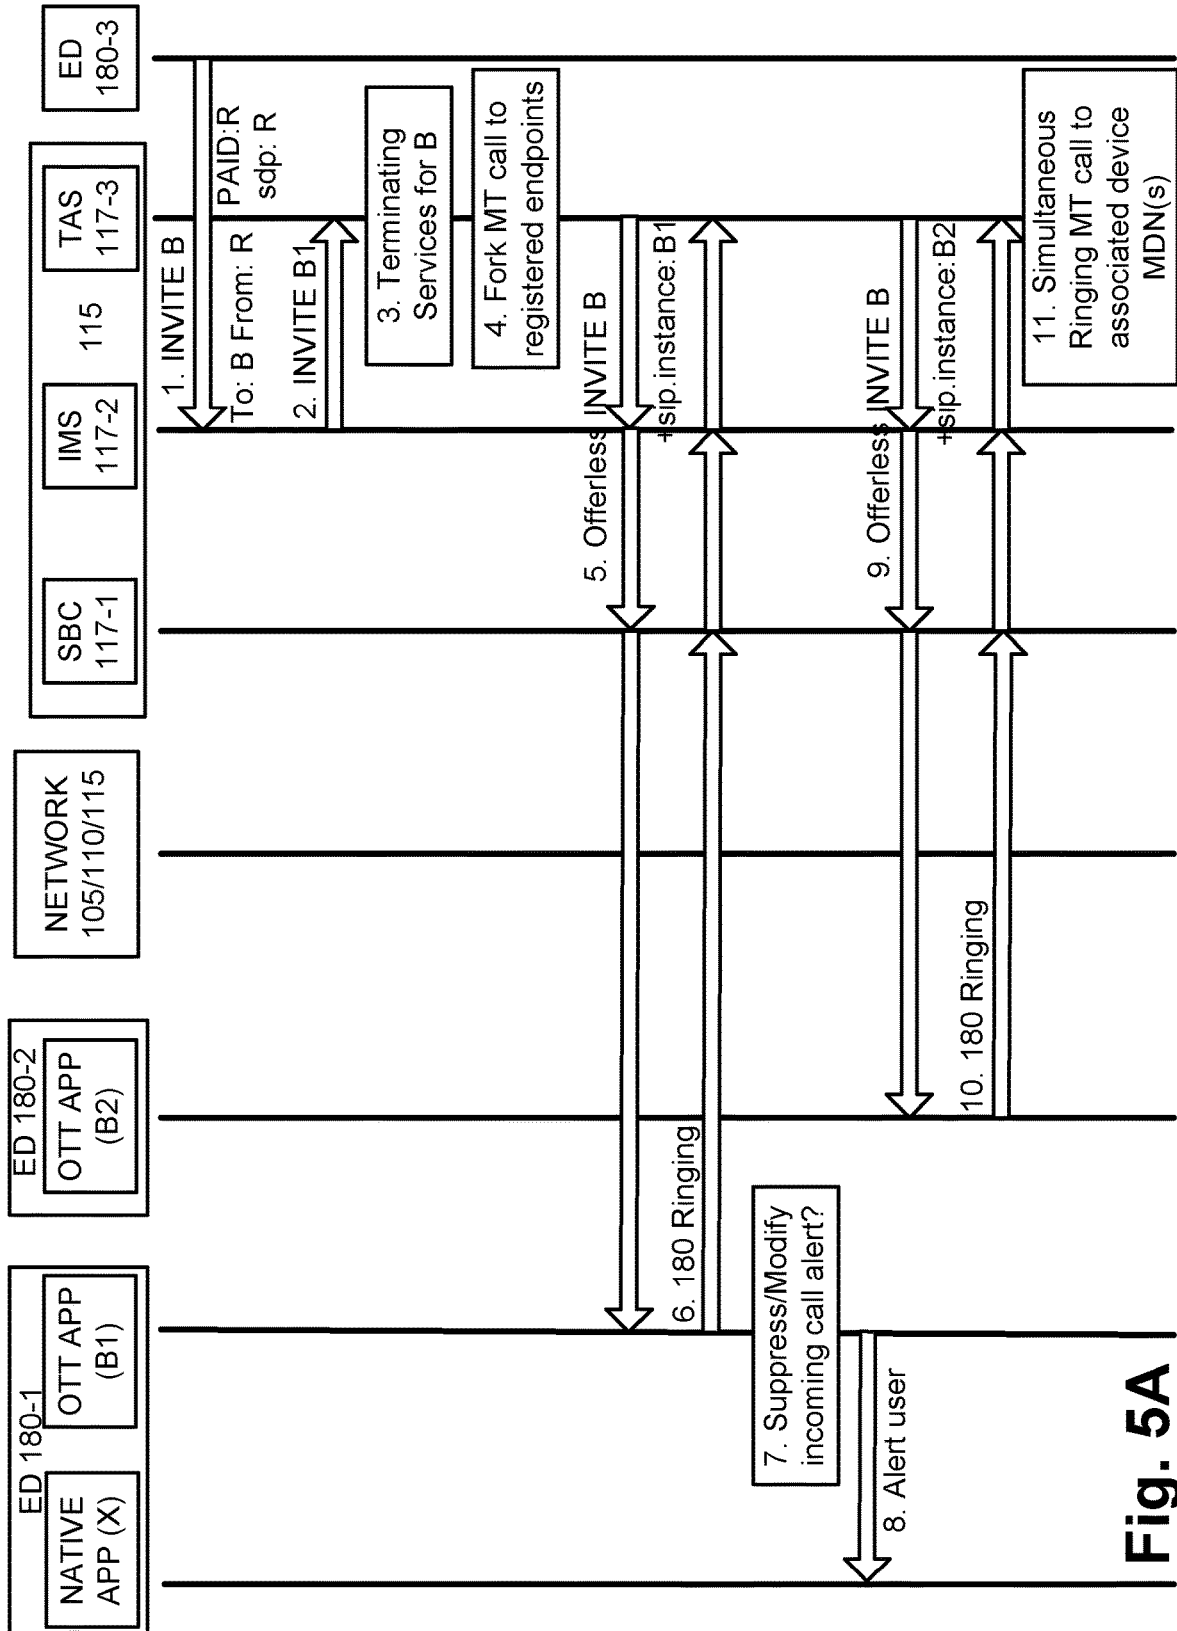 ED 180-1
NATIVE
APP (X)
OTT APP
(B1)
ED 180-2
OTT APP
(B2)
NETWORK
105/110/115
SBC
117-1
IMS
117-2
115
TAS
117-3
ED
180-3
1. INVITE B
To: B From: R
PAID:R
sdp: R
2. INVITE B1
3. Terminating
Services for B
4. Fork MT call to
registered endpoints
5. Offerless INVITE B
+sip.instance:B1
6. 180 Ringing
7. Suppress/Modify
incoming call alert?
8. Alert user
9. Offerless INVITE B
+sip.instance:B2
10. 180 Ringing
11. Simultaneous
Ringing MT call to
associated device
MDN(s)
Fig. 5A